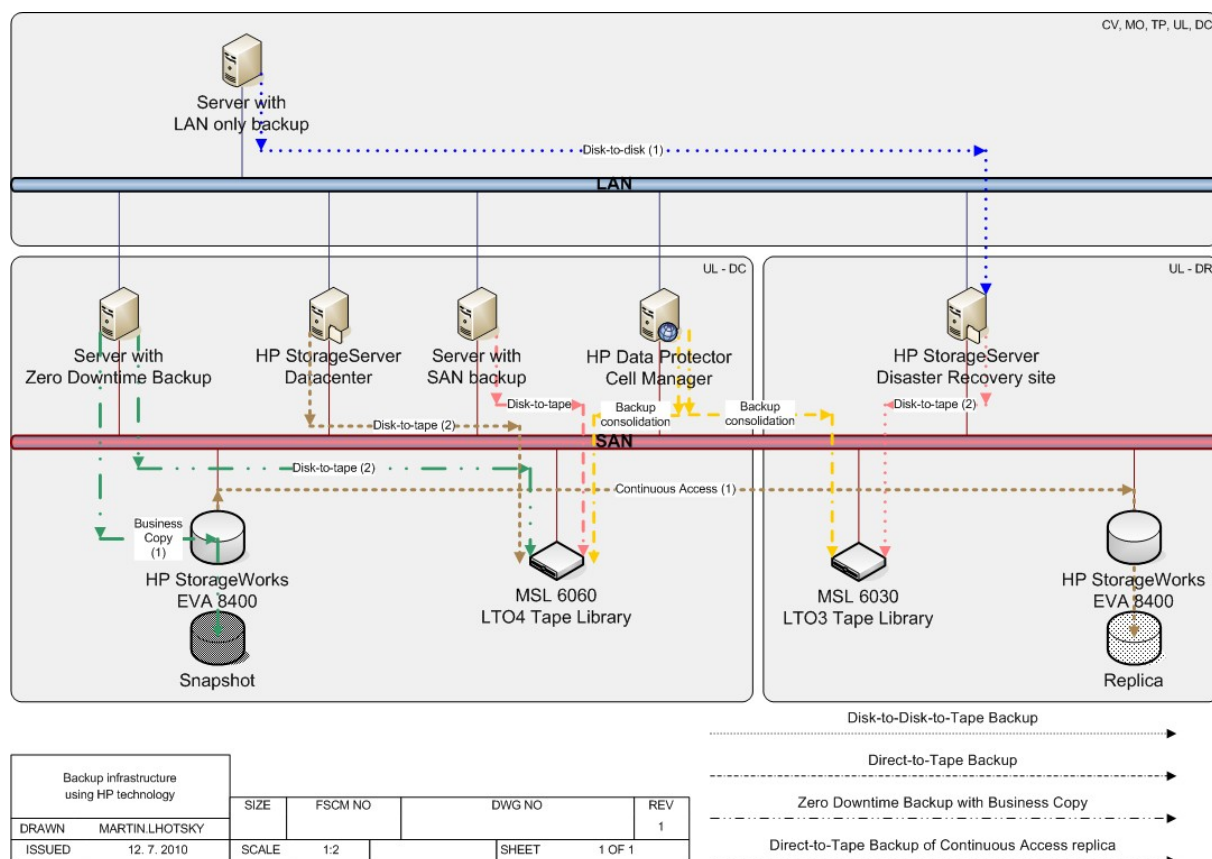 CV, MO, TP, UL, DC
Server with
LAN only backup
Disk-to-disk (1)
LAN
UL - DC
UL - DR
Server with
Zero Downtime Backup
HP StorageServer
Datacenter
Server with
SAN backup
HP Data Protector
Cell Manager
HP StorageServer
Disaster Recovery site
Disk-to-tape
Backup
consolidation
Backup
consolidation
Disk-to-tape (2)
Disk-to-tape (2)
SAN
Disk-to-tape (2)
Continuous Access (1)
Business
Copy
(1)
HP StorageWorks
EVA 8400
MSL 6060
LTO4 Tape Library
MSL 6030
LTO3 Tape Library
HP StorageWorks
EVA 8400
Snapshot
Replica
Disk-to-Disk-to-Tape Backup
Direct-to-Tape Backup
Zero Downtime Backup with Business Copy
Direct-to-Tape Backup of Continuous Access replica
Backup infrastructure
using HP technology
SIZE FSCM NO DWG NO REV
1
DRAWN MARTIN.LHOTSKY
ISSUED 12. 7. 2010 SCALE 1:2 SHEET 1 OF 1